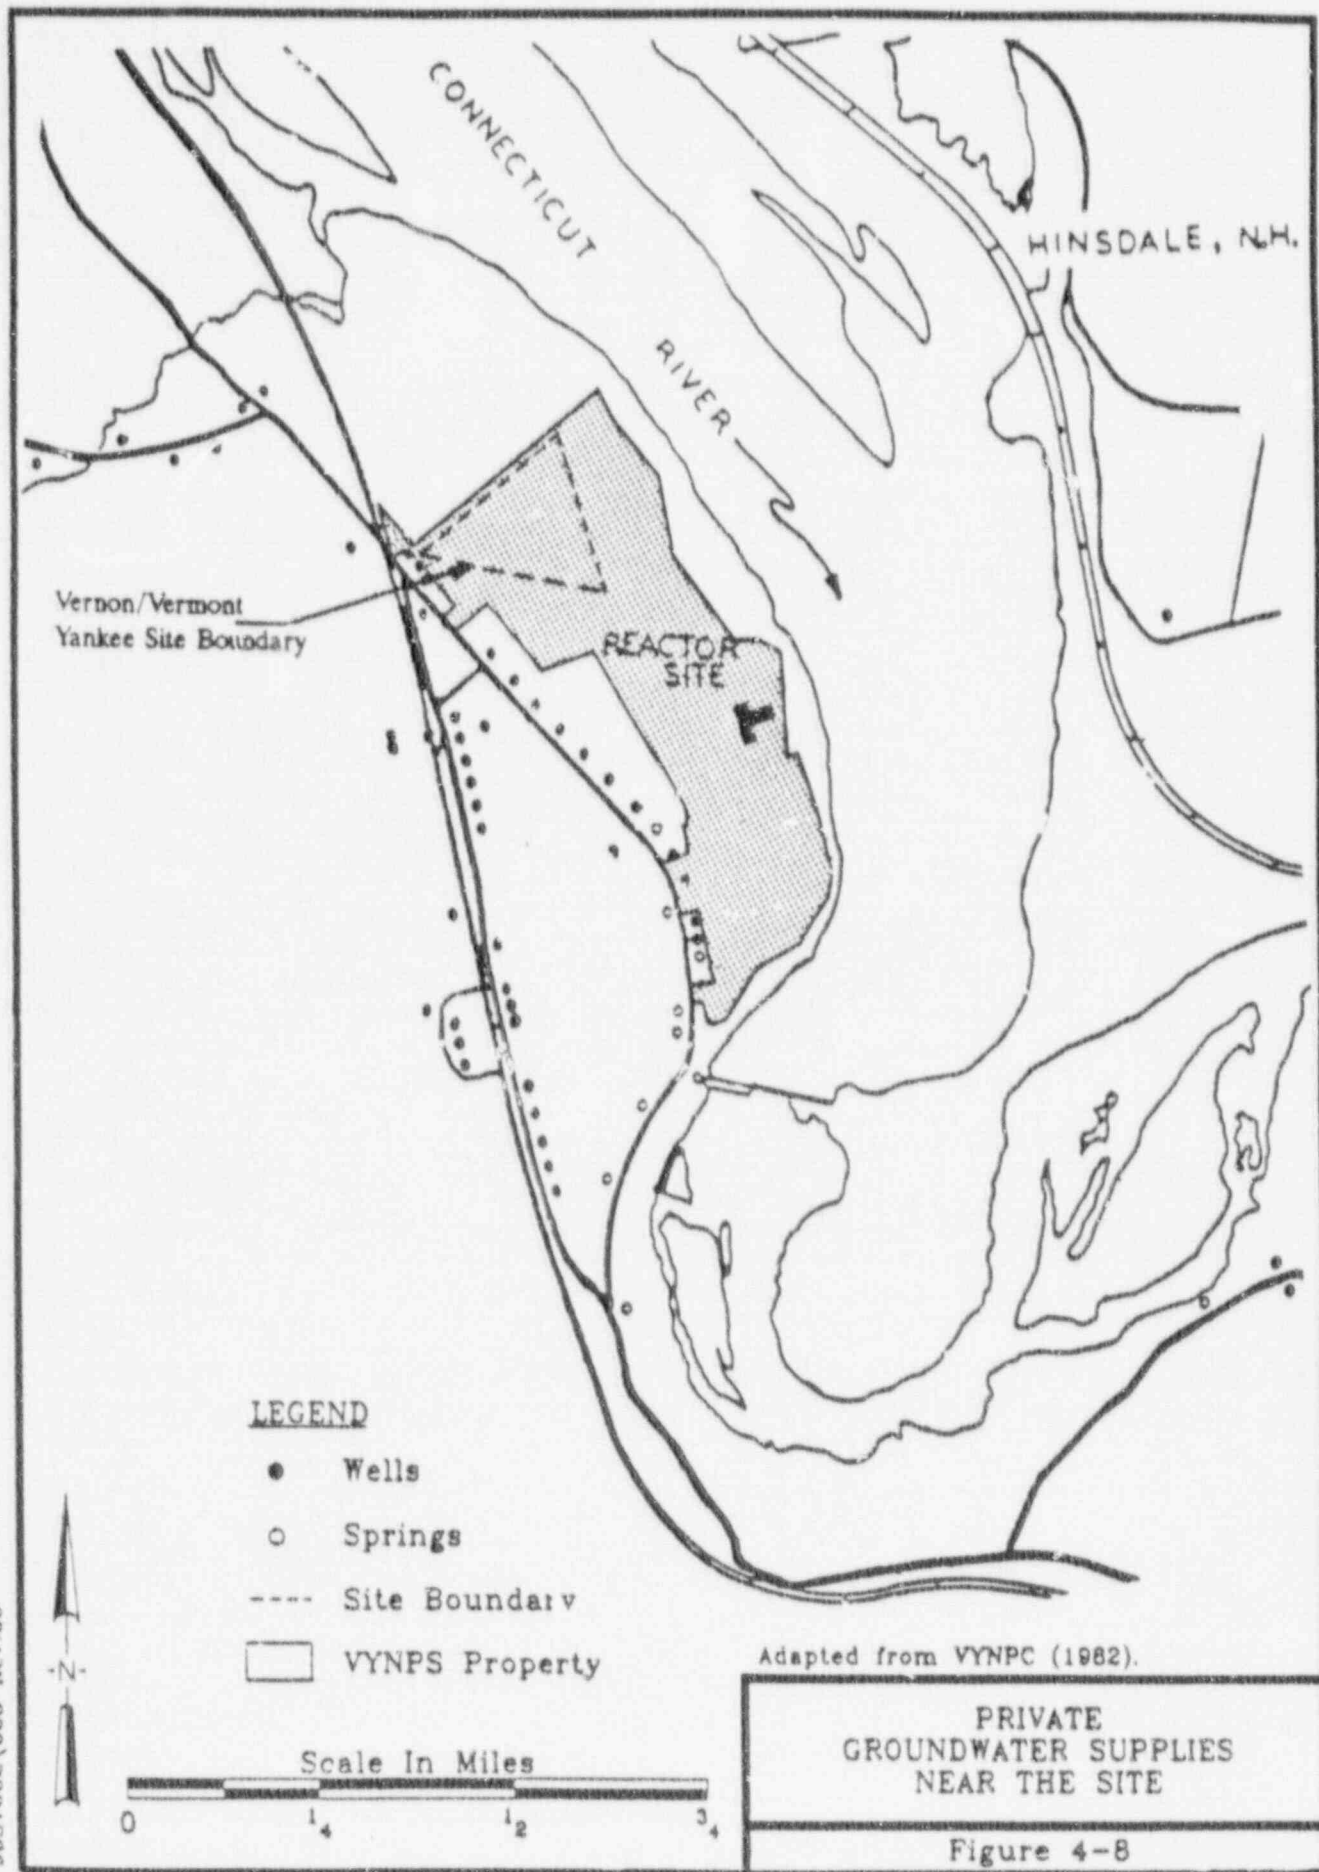 CONNECTICUT
RIVER
HINSDALE, N.H.
Vernon/Vermont
Yankee Site Boundary
REACTOR
SITE
LEGEND
Wells
Springs
Site Boundary
VYNPS Property
-N-
Scale In Miles
0 1/4 1/2 3/4
Adapted from VYNPC (1982).
PRIVATE
GROUNDWATER SUPPLIES
NEAR THE SITE
Figure 4-8